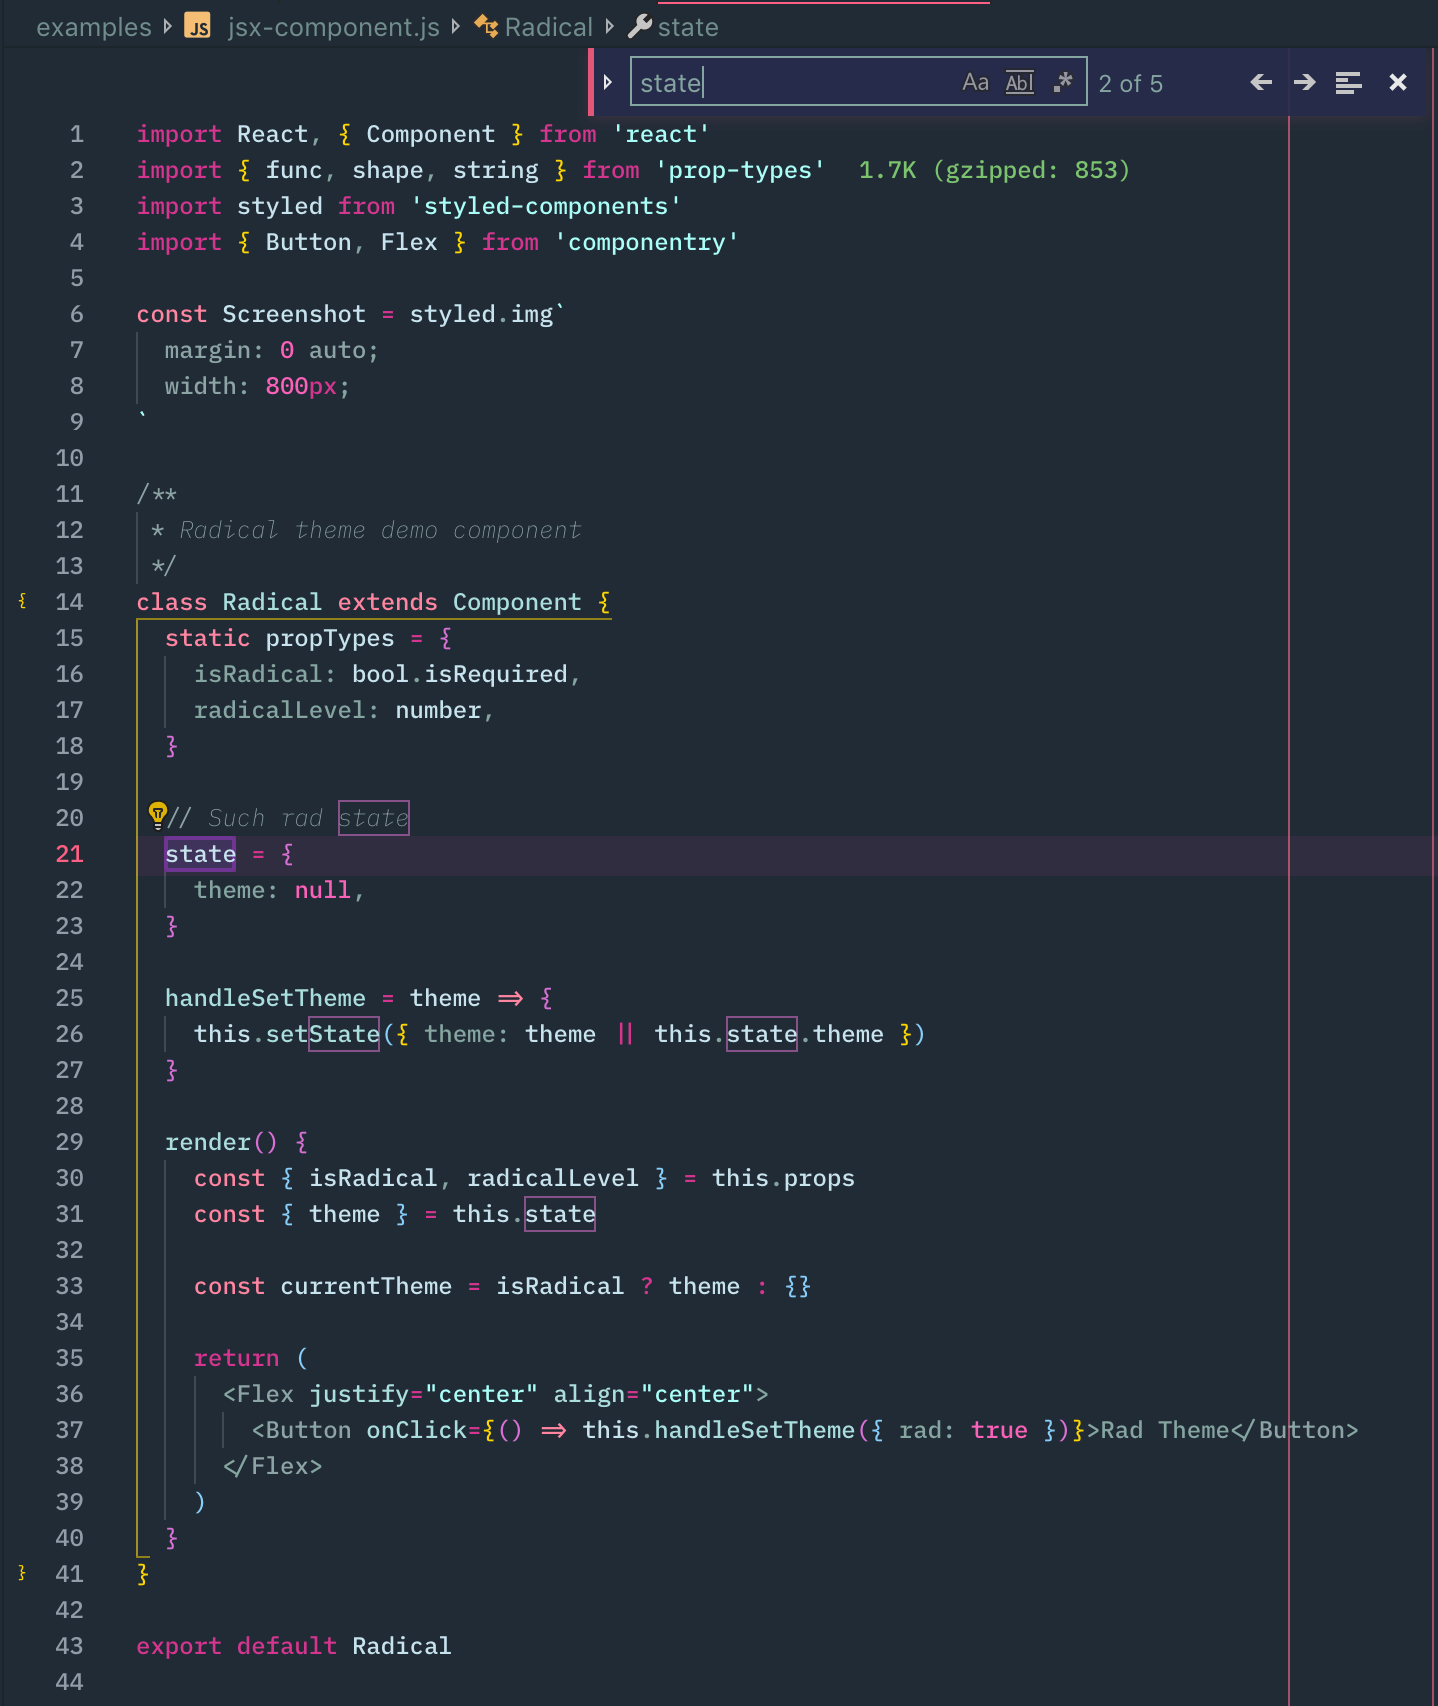 examples jsx-component.js Radical state
state Aa Abl .* 2 of 5
1 import React, { Component } from 'react'
2 import { func, shape, string } from 'prop-types' 1.7K (gzipped: 853)
3 import styled from 'styled-components'
4 import { Button, Flex } from 'componentry'
5
6 const Screenshot = styled.img`
7 margin: 0 auto;
8 width: 800px;
9 `
10
11 /**
12 * Radical theme demo component
13 */
{ 14 class Radical extends Component {
15 static propTypes = {
16 isRadical: bool.isRequired,
17 radicalLevel: number,
18 }
19
20 // Such rad state
21 state = {
22 theme: null,
23 }
24
25 handleSetTheme = theme => {
26 this.setState({ theme: theme || this.state.theme })
27 }
28
29 render() {
30 const { isRadical, radicalLevel } = this.props
31 const { theme } = this.state
32
33 const currentTheme = isRadical ? theme : {}
34
35 return (
36 <Flex justify="center" align="center">
37 <Button onClick={() => this.handleSetTheme({ rad: true })}>Rad Theme</Button>
38 </Flex>
39 )
40 }
} 41 }
42
43 export default Radical
44